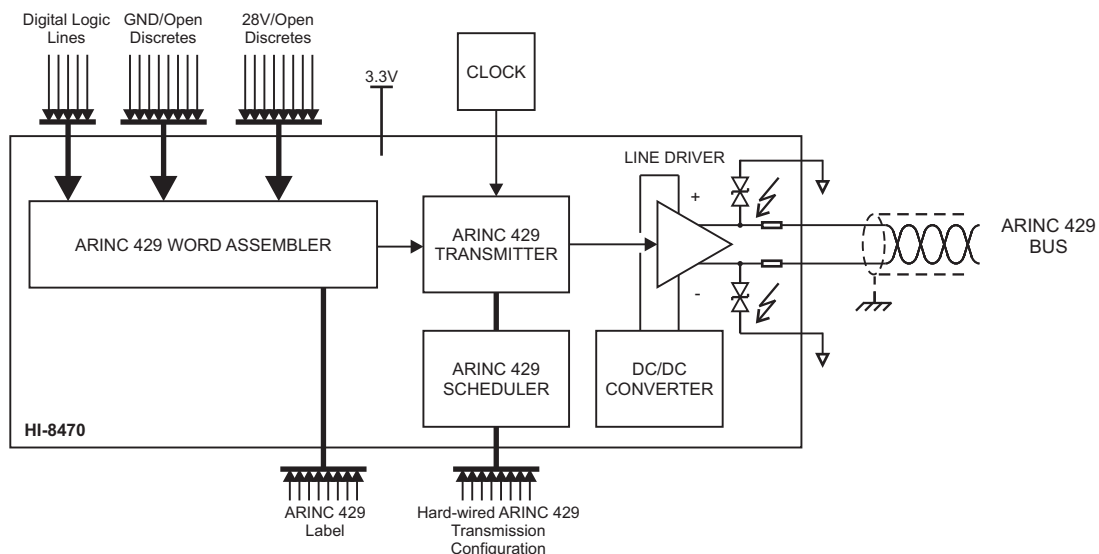 Digital Logic
Lines
GND/Open
Discretes
28V/Open
Discretes
3.3V
CLOCK
LINE DRIVER
+
ARINC 429 WORD ASSEMBLER
ARINC 429
TRANSMITTER
ARINC 429
BUS
-
ARINC 429
SCHEDULER
DC/DC
CONVERTER
HI-8470
ARINC 429
Label
Hard-wired ARINC 429
Transmission
Configuration